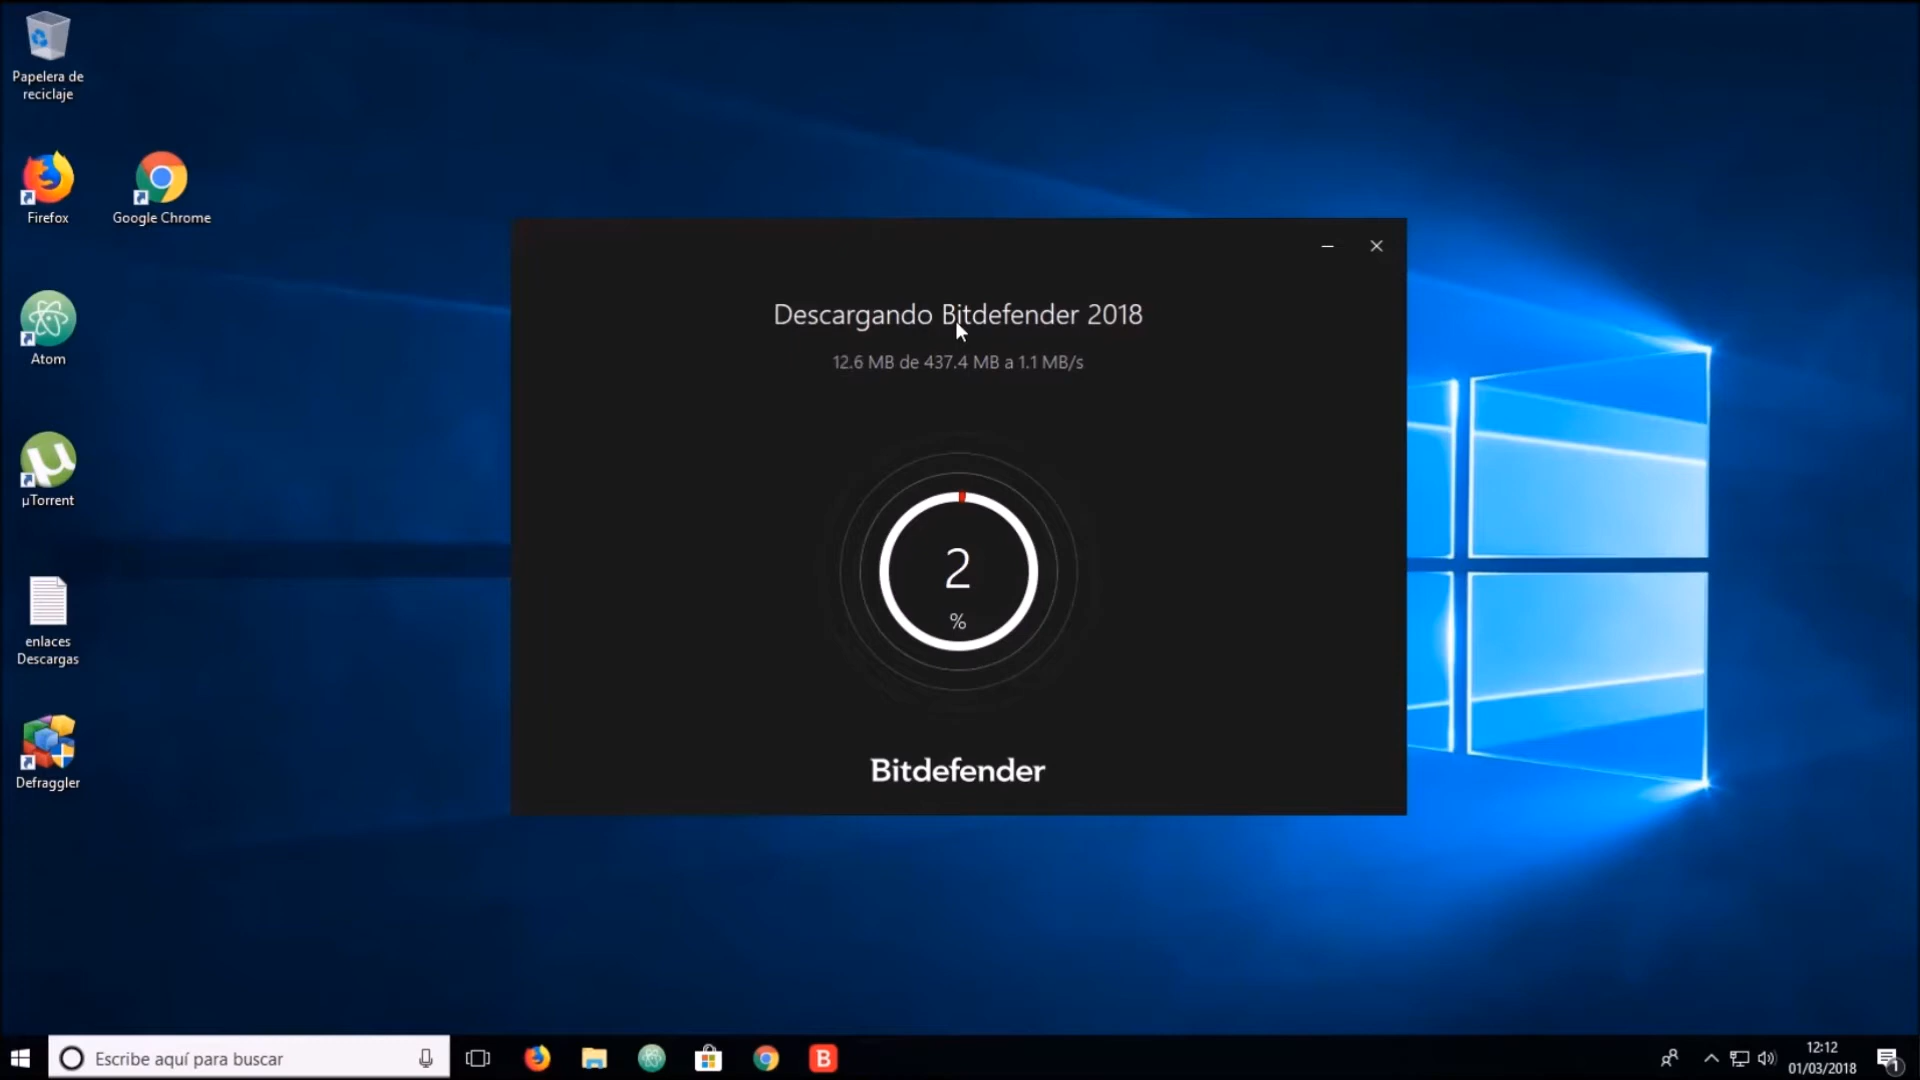 Papelera de
reciclaje
Firefox
Google Chrome
Atom
µTorrent
enlaces
Descargas
Defraggler
Descargando Bitdefender 2018
12.6 MB de 437.4 MB a 1.1 MB/s
2
%
Bitdefender
Escribe aquí para buscar
B
12:12
01/03/2018
1